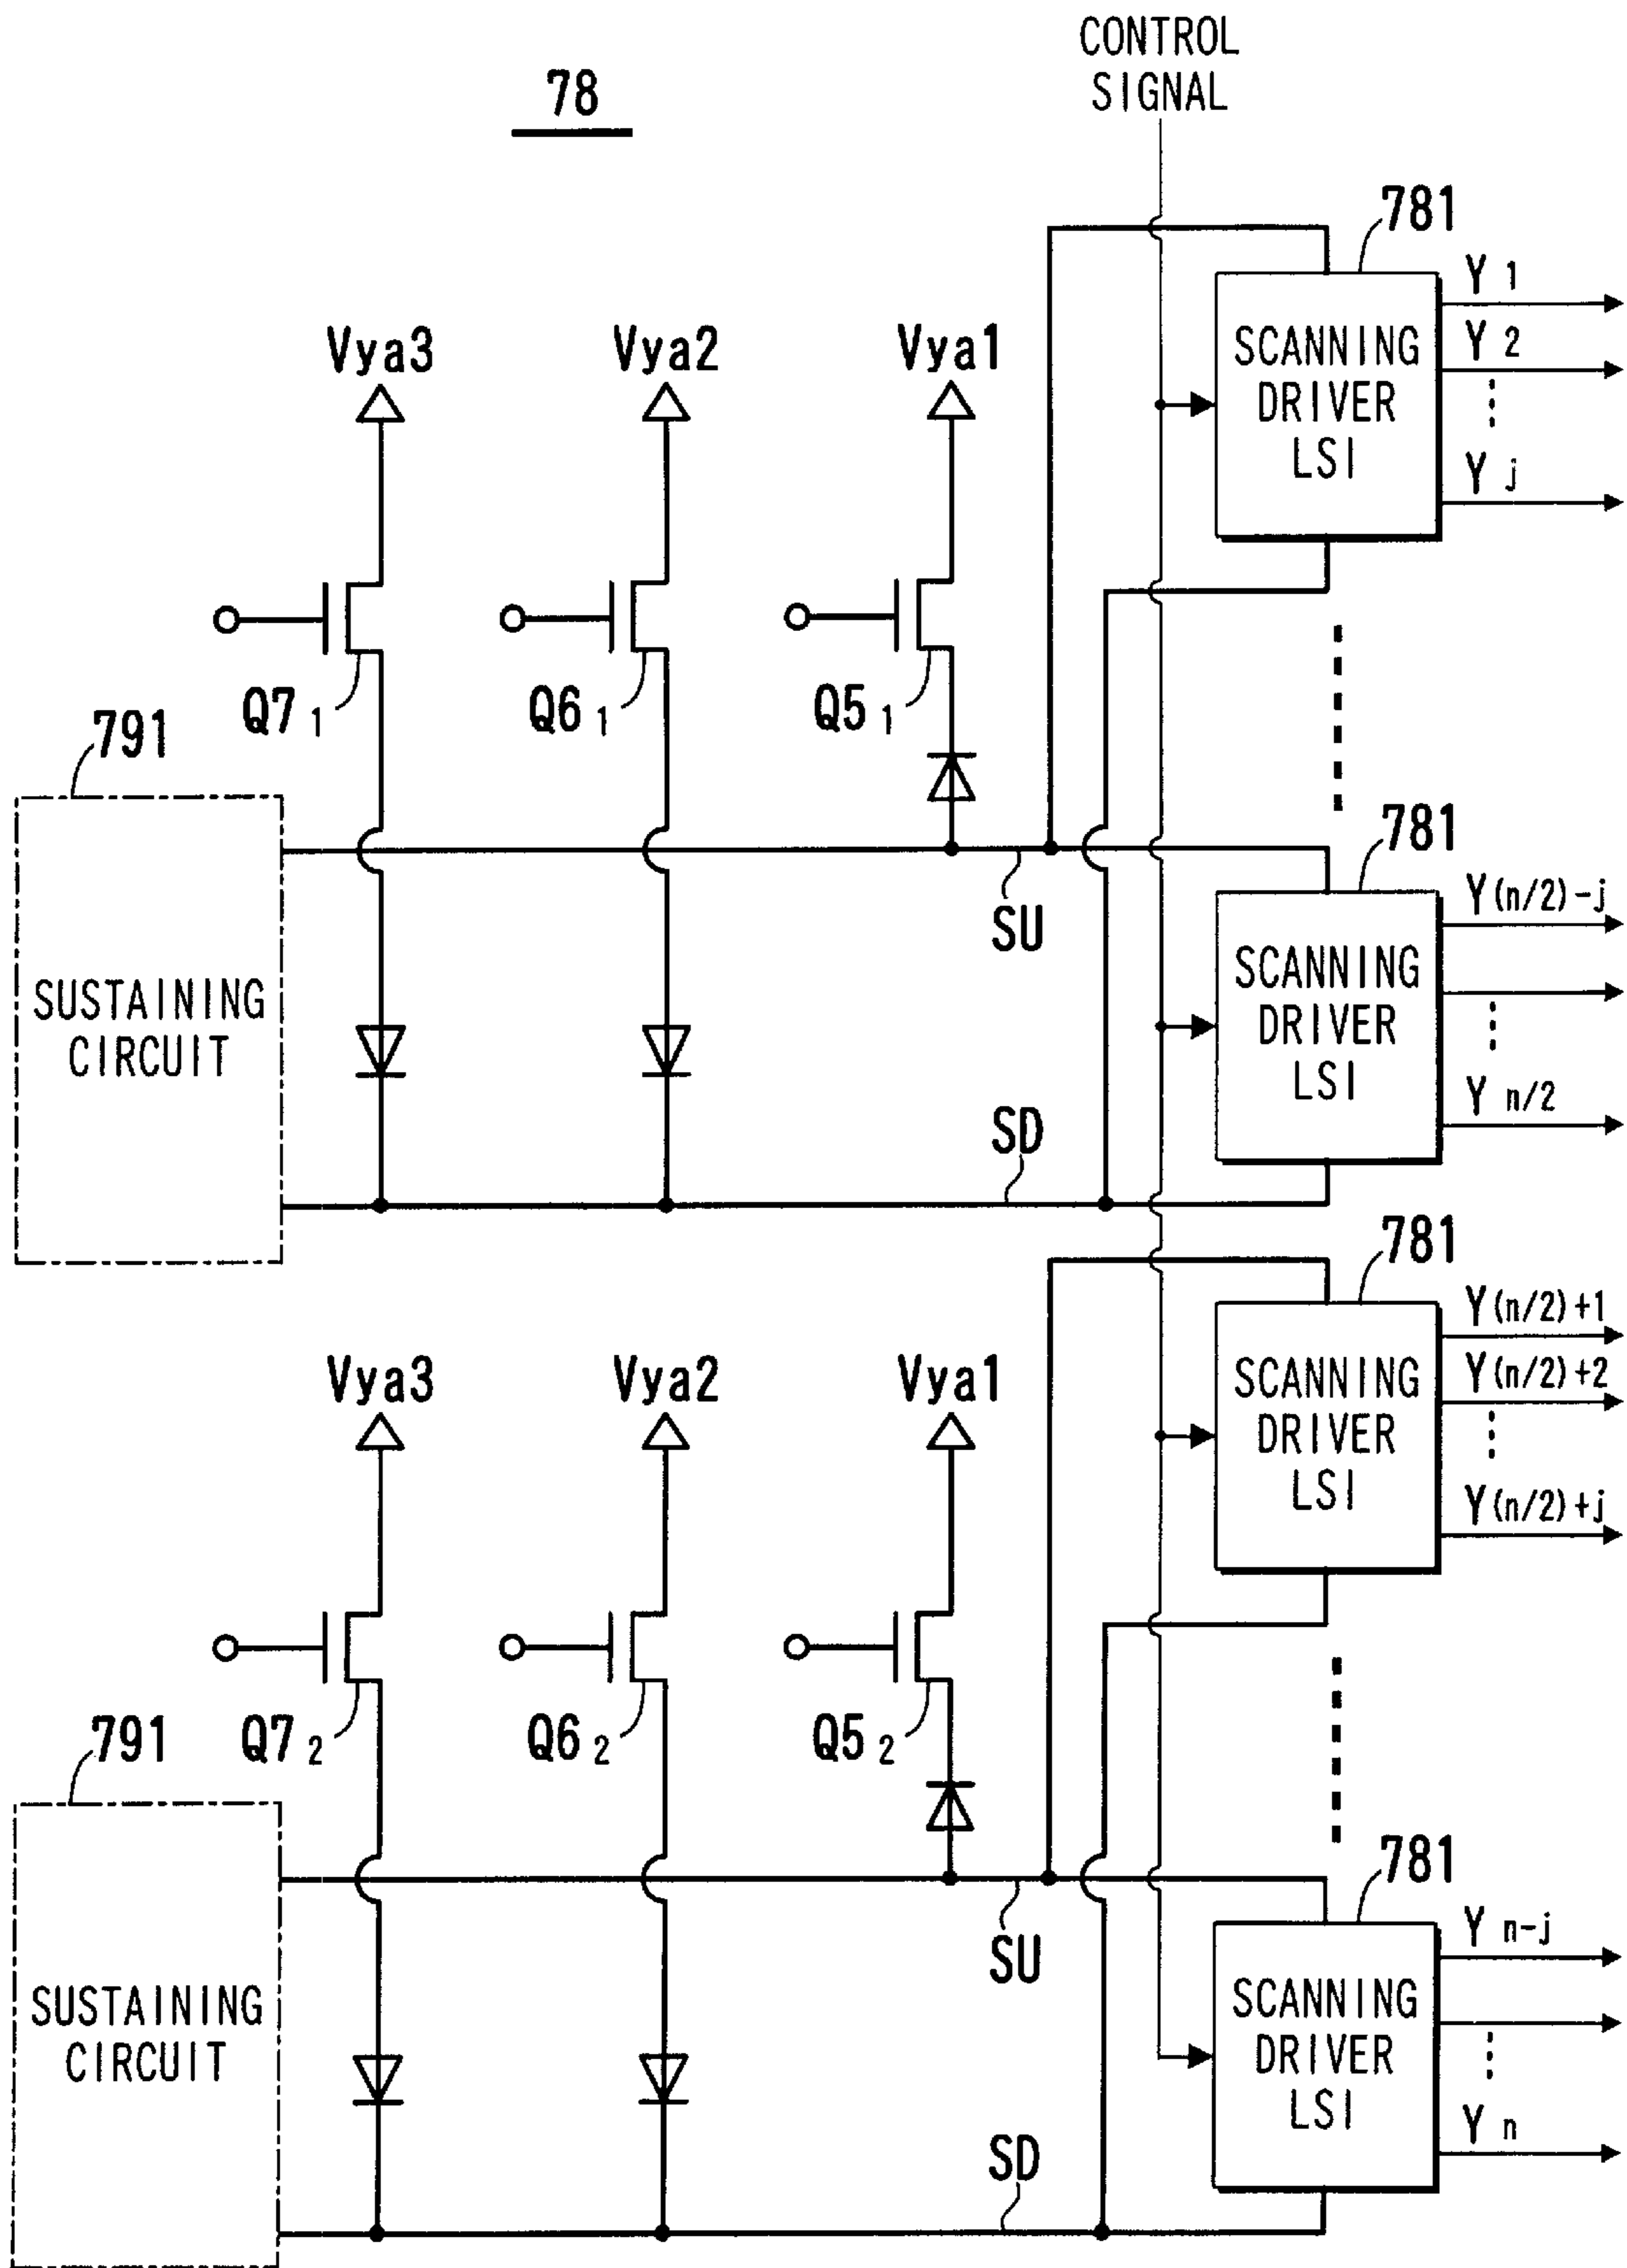 CONTROL
SIGNAL
78
781
Y 1
Y 2
Y j
SCANNING
DRIVER
LSI
Vya3
Vya2
Vya1
Q7 1
Q6 1
Q5 1
791
SUSTAINING
CIRCUIT
SU
SD
781
SCANNING
DRIVER
LSI
Y (n/2)-j
Y n/2
781
SCANNING
DRIVER
LSI
Y (n/2)+1
Y (n/2)+2
Y (n/2)+j
Vya3
Vya2
Vya1
Q7 2
Q6 2
Q5 2
791
SUSTAINING
CIRCUIT
SU
SD
781
SCANNING
DRIVER
LSI
Y n-j
Y n